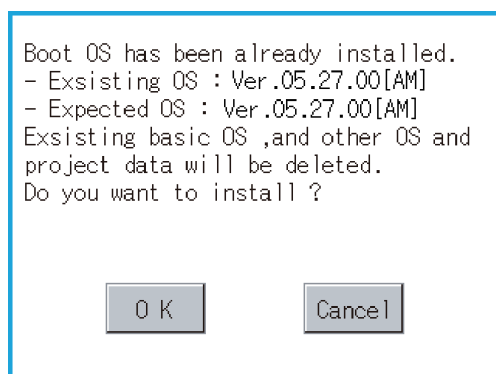 Boot OS has been already installed.
- Exsisting OS : Ver.05.27.00[AM]
- Expected OS : Ver.05.27.00[AM]
Exsisting basic OS ,and other OS and
project data will be deleted.
Do you want to install ?
O K
Cancel